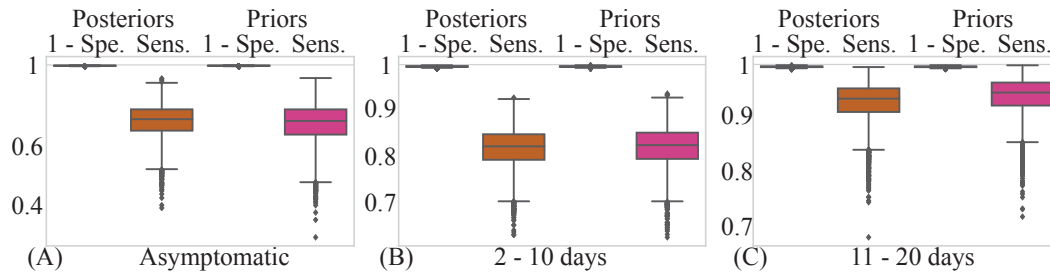 Posteriors Priors
1 - Spe. Sens. 1 - Spe. Sens.
1
0.6
0.4
(A) Asymptomatic
Posteriors Priors
1 - Spe. Sens. 1 - Spe. Sens.
1
0.9
0.8
0.7
(B) 2 - 10 days
Posteriors Priors
1 - Spe. Sens. 1 - Spe. Sens.
1
0.9
0.8
0.7
(C) 11 - 20 days